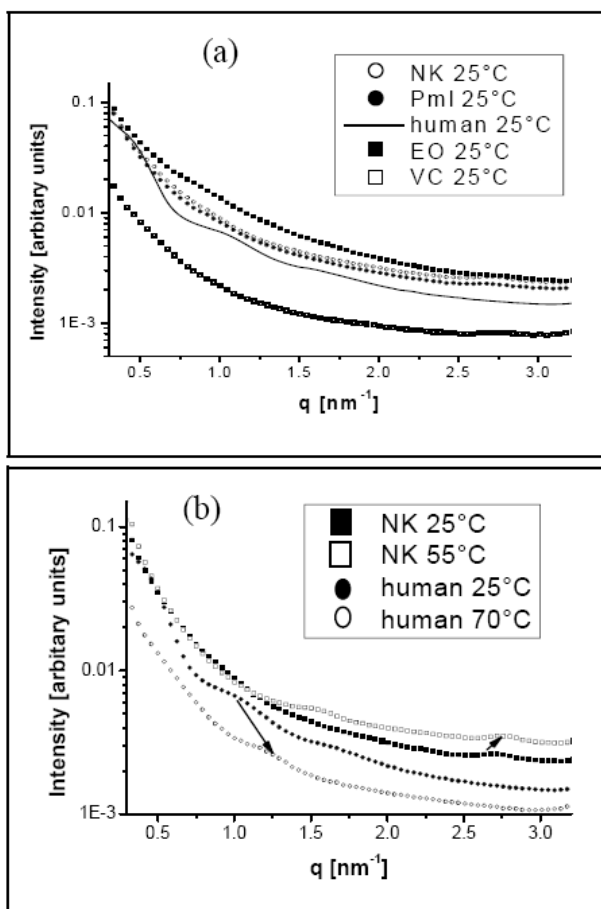 (a)
NK 25°C
PmI 25°C
human 25°C
EO 25°C
VC 25°C
Intensity [arbitary units]
0.1
0.01
1E-3
0.5 1.0 1.5 2.0 2.5 3.0
q [nm⁻¹]
(b)
NK 25°C
NK 55°C
human 25°C
human 70°C
Intensity [arbitary units]
0.1
0.01
1E-3
0.5 1.0 1.5 2.0 2.5 3.0
q [nm⁻¹]